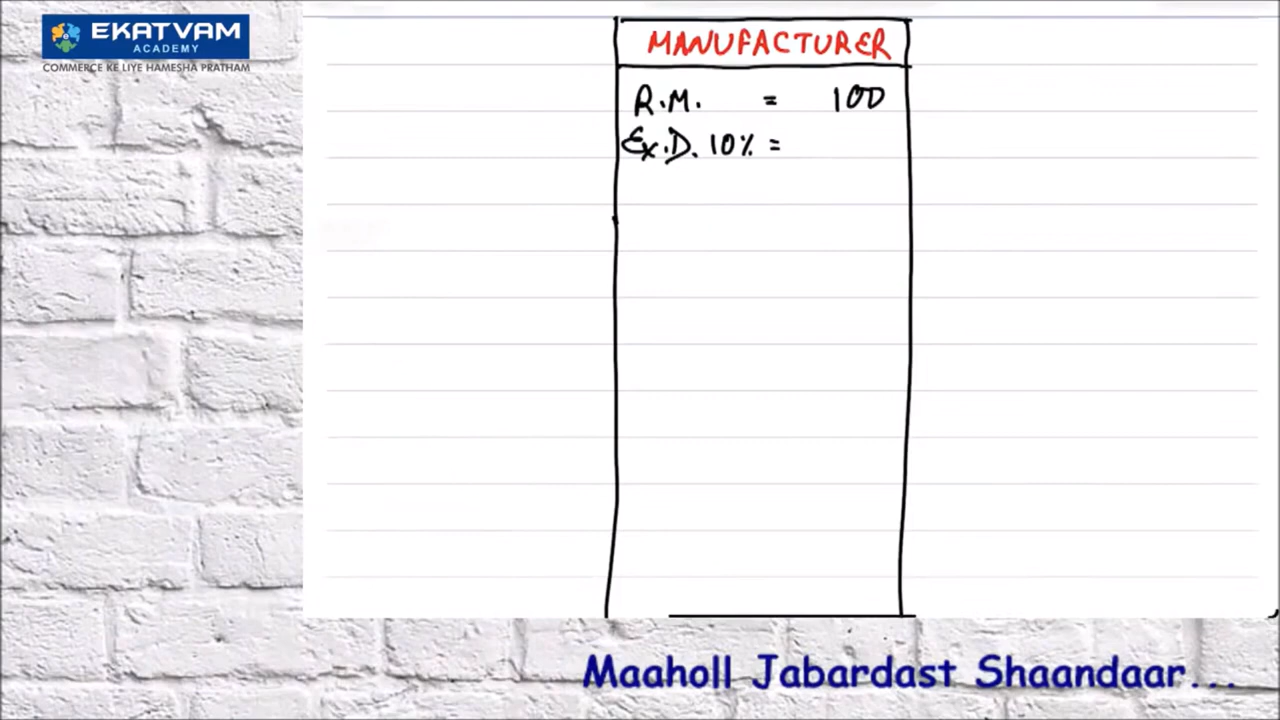 EKATVAM
ACADEMY
COMMERCE KE LIYE HAMESHA PRATHAM
MANUFACTURER
R.M. = 100
Ex.D. 10% =
Maaholl Jabardast Shaandaar...